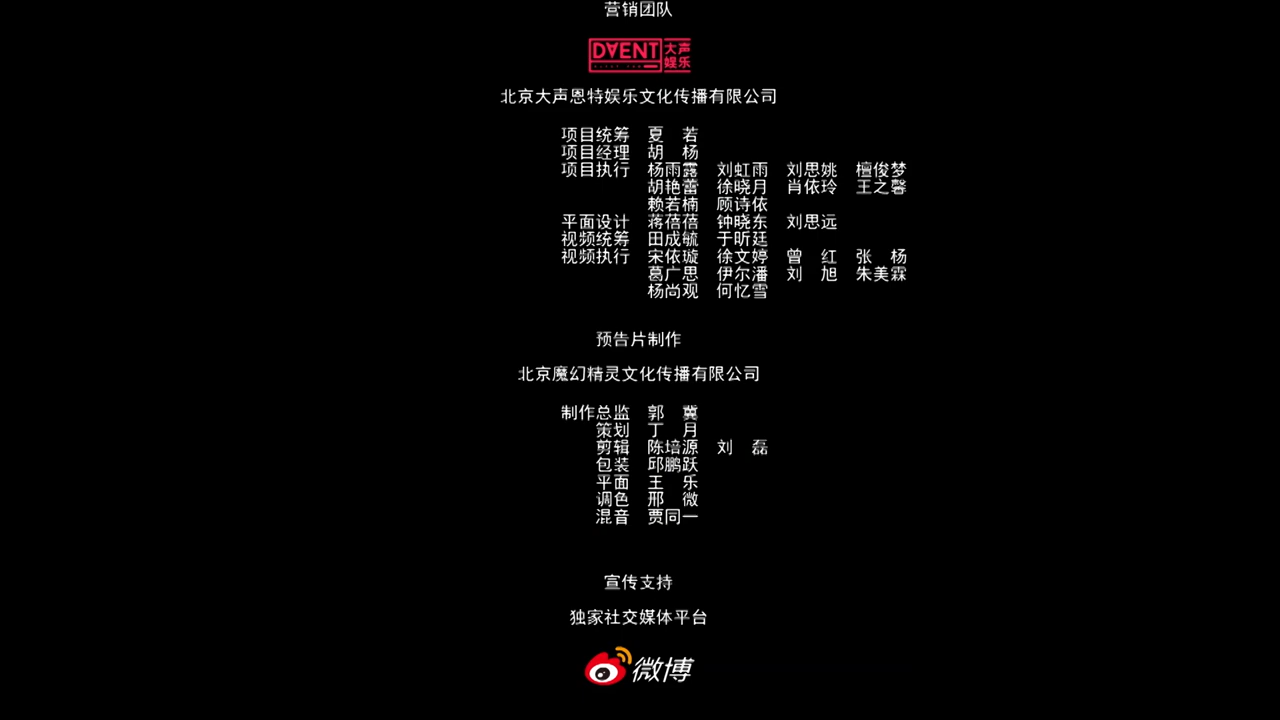 营销团队
DAENT 大声娱乐
北京大声恩特娱乐文化传播有限公司
项目统筹 夏 若
项目经理 胡 杨
项目执行 杨雨露 刘虹雨 刘思姚 檀俊梦
胡艳蕾 徐晓月 肖依玲 王之馨
赖若楠 顾诗依
平面设计 蒋蓓蓓 钟晓东 刘思远
视频统筹 田成毓 于昕廷
视频执行 宋依璇 徐文婷 曾 红 张 杨
葛广思 伊尔潘 刘 旭 朱美霖
杨尚观 何忆雪
预告片制作
北京魔幻精灵文化传播有限公司
制作总监 郭 冀
策划 丁 月
剪辑 陈培源 刘 磊
包装 邱鹏跃
平面 王 乐
调色 邢 微
混音 贾同一
宣传支持
独家社交媒体平台
微博